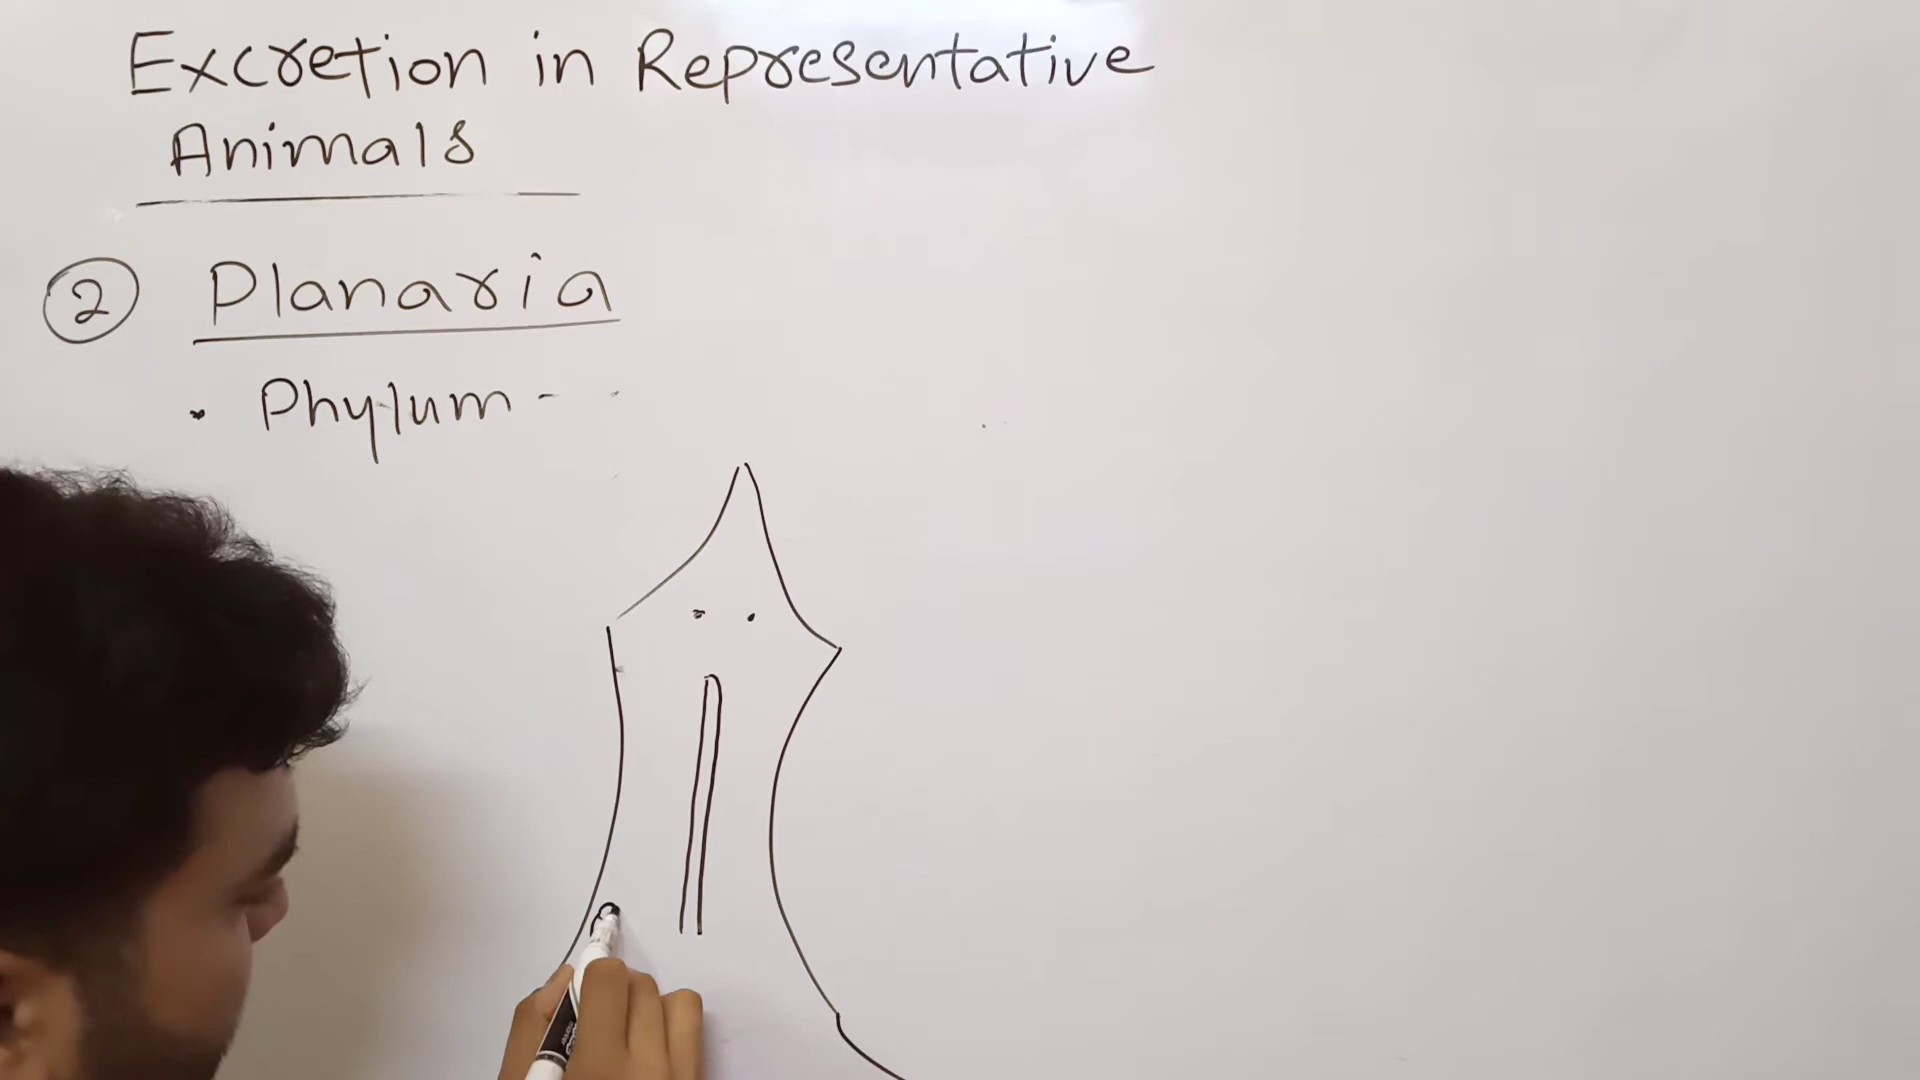 Excretion in Representative
Animals
2 Planaria
• Phylum -